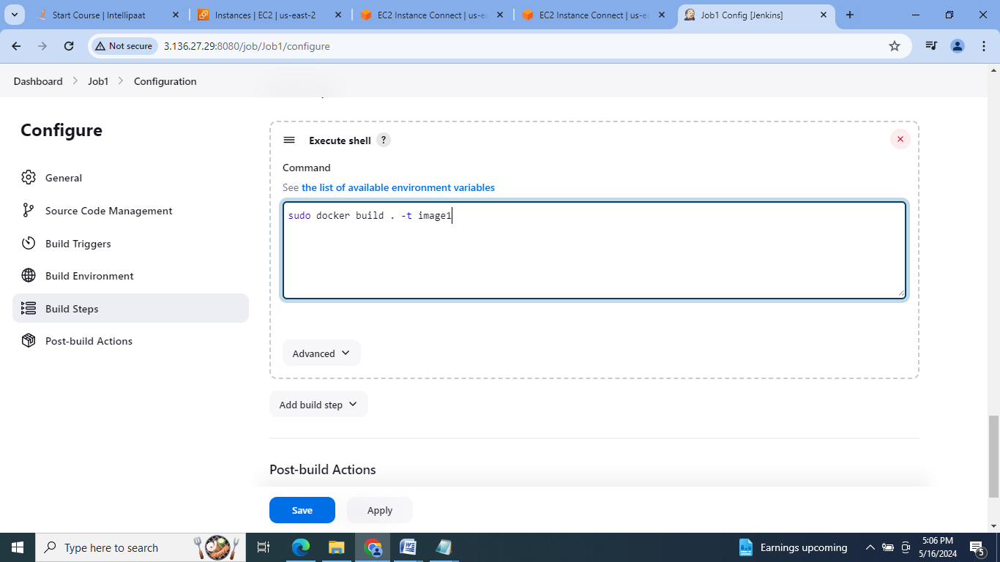 Start Course | Intellipaat
Instances | EC2 | us-east-2
EC2 Instance Connect | us-ea
EC2 Instance Connect | us-ea
Job1 Config [Jenkins]
Not secure
3.136.27.29:8080/job/Job1/configure
Dashboard
Job1
Configuration
Configure
General
Source Code Management
Build Triggers
Build Environment
Build Steps
Post-build Actions
Execute shell ?
Command
See the list of available environment variables
sudo docker build . -t image1
Advanced
Add build step
Post-build Actions
Save
Apply
Type here to search
Earnings upcoming
5:06 PM
5/16/2024
5